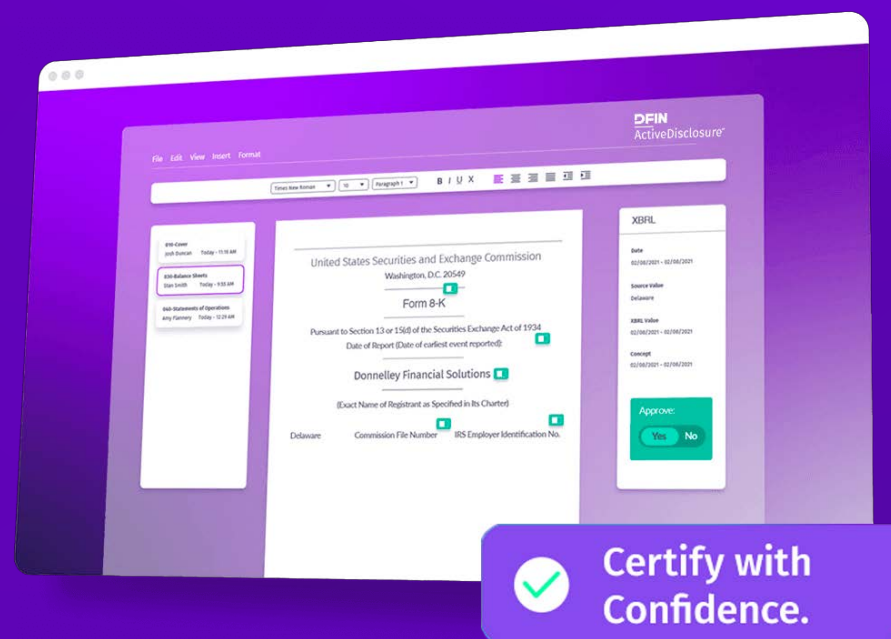 DFIN
ActiveDisclosure
File Edit View Insert Format
Times New Roman 10 Paragraph 1 B I U X
010-Cover
Josh Duncan Today - 11:15 AM
030-Balance Sheets
Stan Smith Today - 9:55 AM
040-Statements of Operations
Amy Flannery Today - 12:25 AM
United States Securities and Exchange Commission
Washington, D.C. 20549
Form 8-K
Pursuant to Section 13 or 15(d) of the Securities Exchange Act of 1934
Date of Report (Date of earliest event reported):
Donnelley Financial Solutions
(Exact Name of Registrant as Specified in Its Charter)
Delaware Commission File Number IRS Employer Identification No.
XBRL
Date
02/08/2021 - 02/08/2021
Source Value
Delaware
XBRL Value
02/08/2021 - 02/08/2021
Concept
02/08/2021 - 02/08/2021
Approve:
Yes No
Certify with
Confidence.